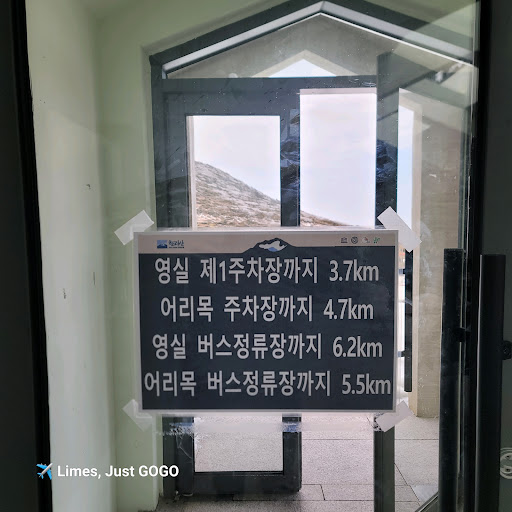 영실 제1주차장까지 3.7km
어리목 주차장까지 4.7km
영실 버스정류장까지 6.2km
어리목 버스정류장까지 5.5km
✈️ Limes, Just GOGO